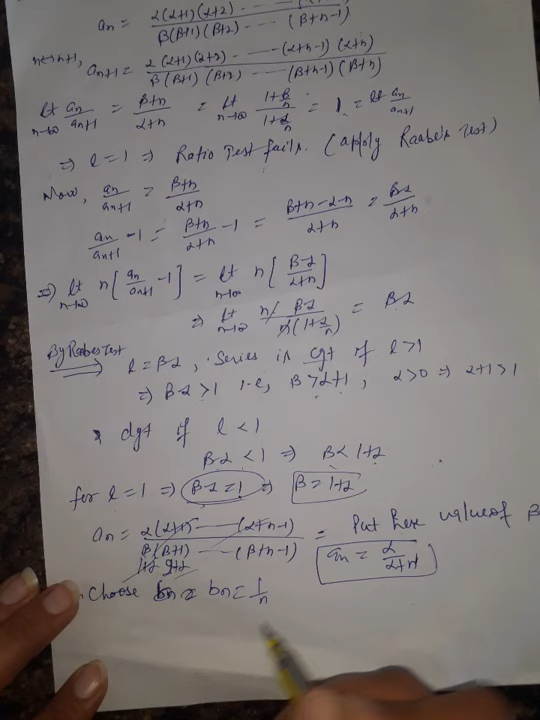 an = α(α+1)(α+2) ----- (α+n-1) / β(β+1)(β+2) --- (β+n-1)
n→n+1, an+1 = α(α+1)(α+2) ---- (α+n-1)(α+n) / β(β+1)(β+2) --- (β+n-1)(β+n)
lt n→∞ an/an+1 = β+n/α+n = lt n→∞ 1+β/n / 1+α/n = 1 = lt an/an+1
⇒ l=1 ⇒ Ratio Test fails. (apply Raabe's Test)
Now, an/an+1 = β+n/α+n
an/an+1 -1 = β+n/α+n -1 = β+n-α-n/α+n = β-α/α+n
⇒ lt n→∞ n[an/an+1 -1] = lt n→∞ n[β-α/α+n]
⇒ lt n→∞ n β-α / n(1+α/n) = β-α
By Raabes Test l=β-α, Series is cgt if l>1
⇒ β-α>1 i-e, β>α+1, α>0 ⇒ α+1>1
dgt if l<1
β-α<1 ⇒ β<1+α
for l=1 ⇒ β-α=1 ⇒ β=1+α
an = α(α+1) ---- (α+n-1) / β(β+1) ---- (β+n-1) = Put here value of β
1+α α+2 an = α/α+n
Choose bn = 1/n